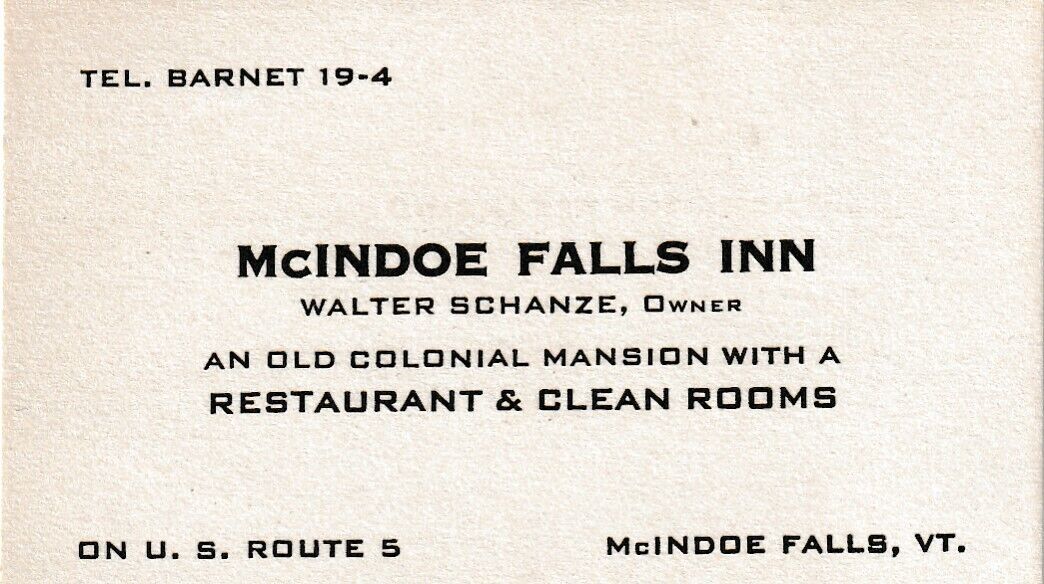 TEL. BARNET 19-4
McINDOE FALLS INN
WALTER SCHANZE, OWNER
AN OLD COLONIAL MANSION WITH A
RESTAURANT & CLEAN ROOMS
ON U. S. ROUTE 5
McINDOE FALLS, VT.